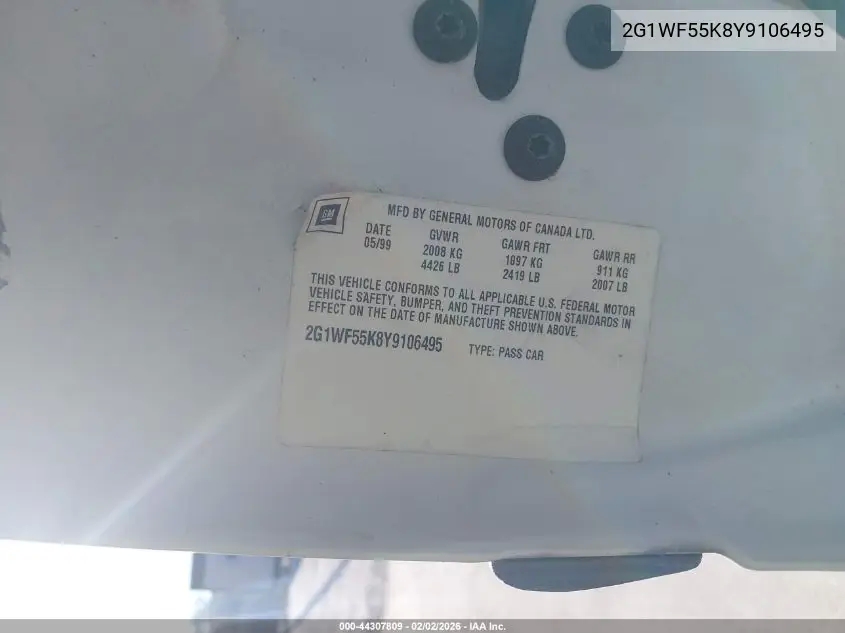 2G1WF55K8Y9106495
GM
MFD BY GENERAL MOTORS OF CANADA LTD.
DATE GVWR GAWR FRT GAWR RR
05/99 2008 KG 1097 KG 911 KG
4426 LB 2419 LB 2007 LB
THIS VEHICLE CONFORMS TO ALL APPLICABLE U.S. FEDERAL MOTOR
VEHICLE SAFETY, BUMPER, AND THEFT PREVENTION STANDARDS IN
EFFECT ON THE DATE OF MANUFACTURE SHOWN ABOVE.
2G1WF55K8Y9106495 TYPE: PASS CAR
000-44307809 - 02/02/2026 - IAA Inc.